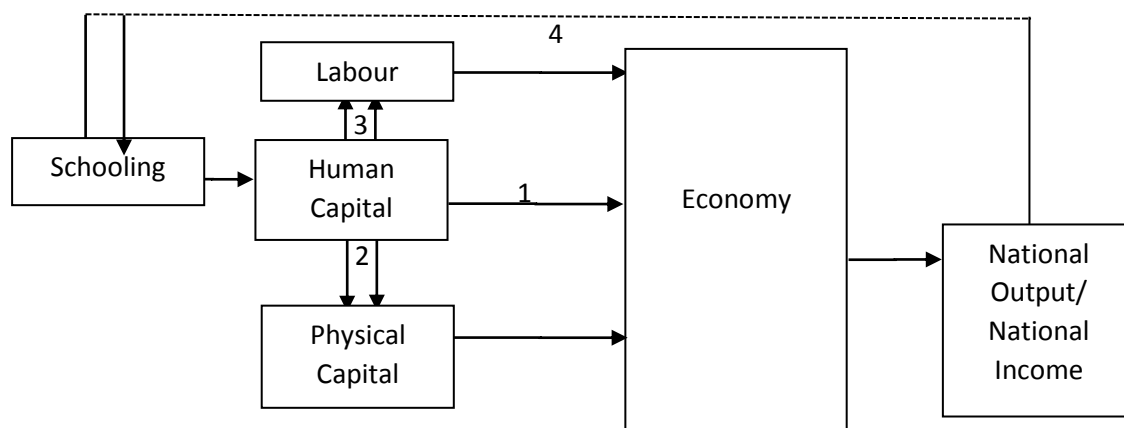 4
Labour
3
Schooling
Human
Capital
1
Economy
2
National
Output/
National
Income
Physical
Capital